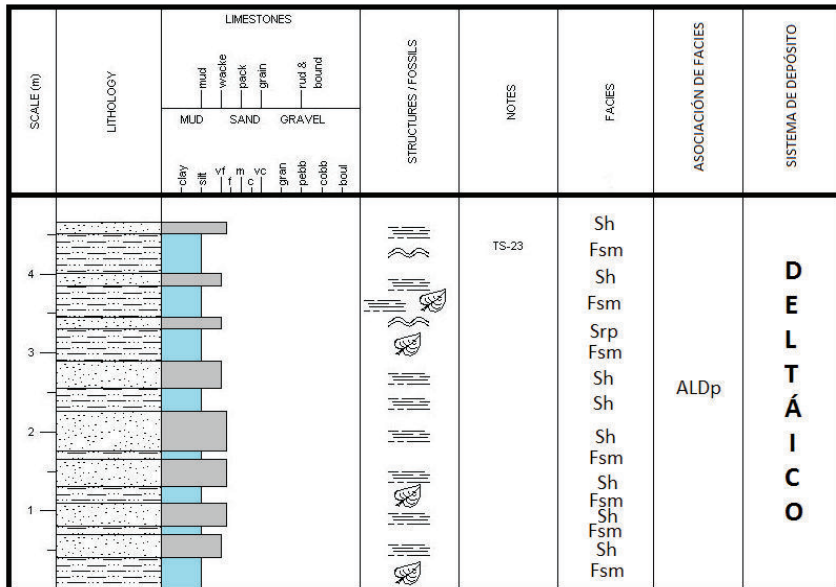 SCALE (m)
LITHOLOGY
LIMESTONES
mud
wacke
pack
grain
rud &
bound
MUD SAND GRAVEL
clay
silt
vf
f
m
c
vc
gran
pebb
cobb
boul
STRUCTURES / FOSSILS
NOTES
FACIES
ASOCIACIÓN DE FACIES
SISTEMA DE DEPÓSITO
4
3
2
1
TS-23
Sh
Fsm
Sh
Fsm
Srp
Fsm
Sh
Sh
Sh
Fsm
Sh
Fsm
Sh
Fsm
Sh
Fsm
ALDp
D
E
L
T
Á
I
C
O